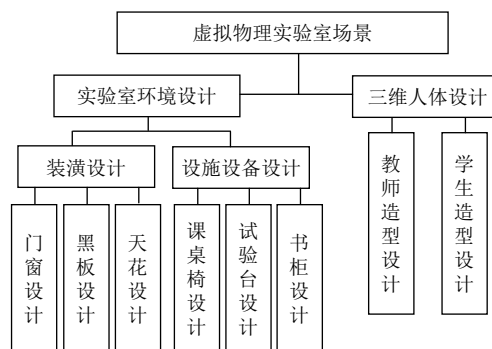 虚拟物理实验室场景
实验室环境设计
三维人体设计
装潢设计
设施设备设计
门窗设计
黑板设计
天花设计
课桌椅设计
试验台设计
书柜设计
教师造型设计
学生造型设计